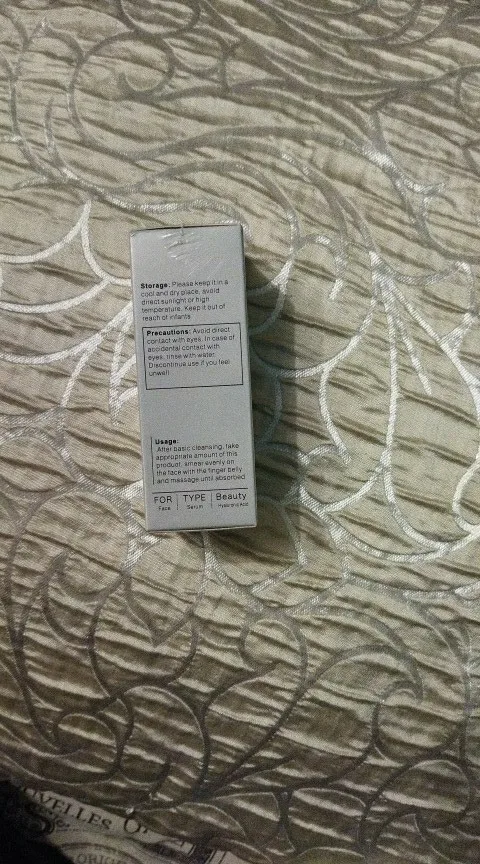 Storage: Please keep it in a
cool and dry place, avoid
direct sunlight or high
temperature. Keep it out of
reach of infants
Precautions: Avoid direct
contact with eyes. In case of
accidental contact with
eyes, rinse with water.
Discontinue use if you feel
unwell
Usage:
After basic cleansing, take
appropriate amount of this
product, smear evenly on
the face with the finger belly
and massage until absorbed
FOR TYPE Beauty
Face Serum Hyaluronic Acid